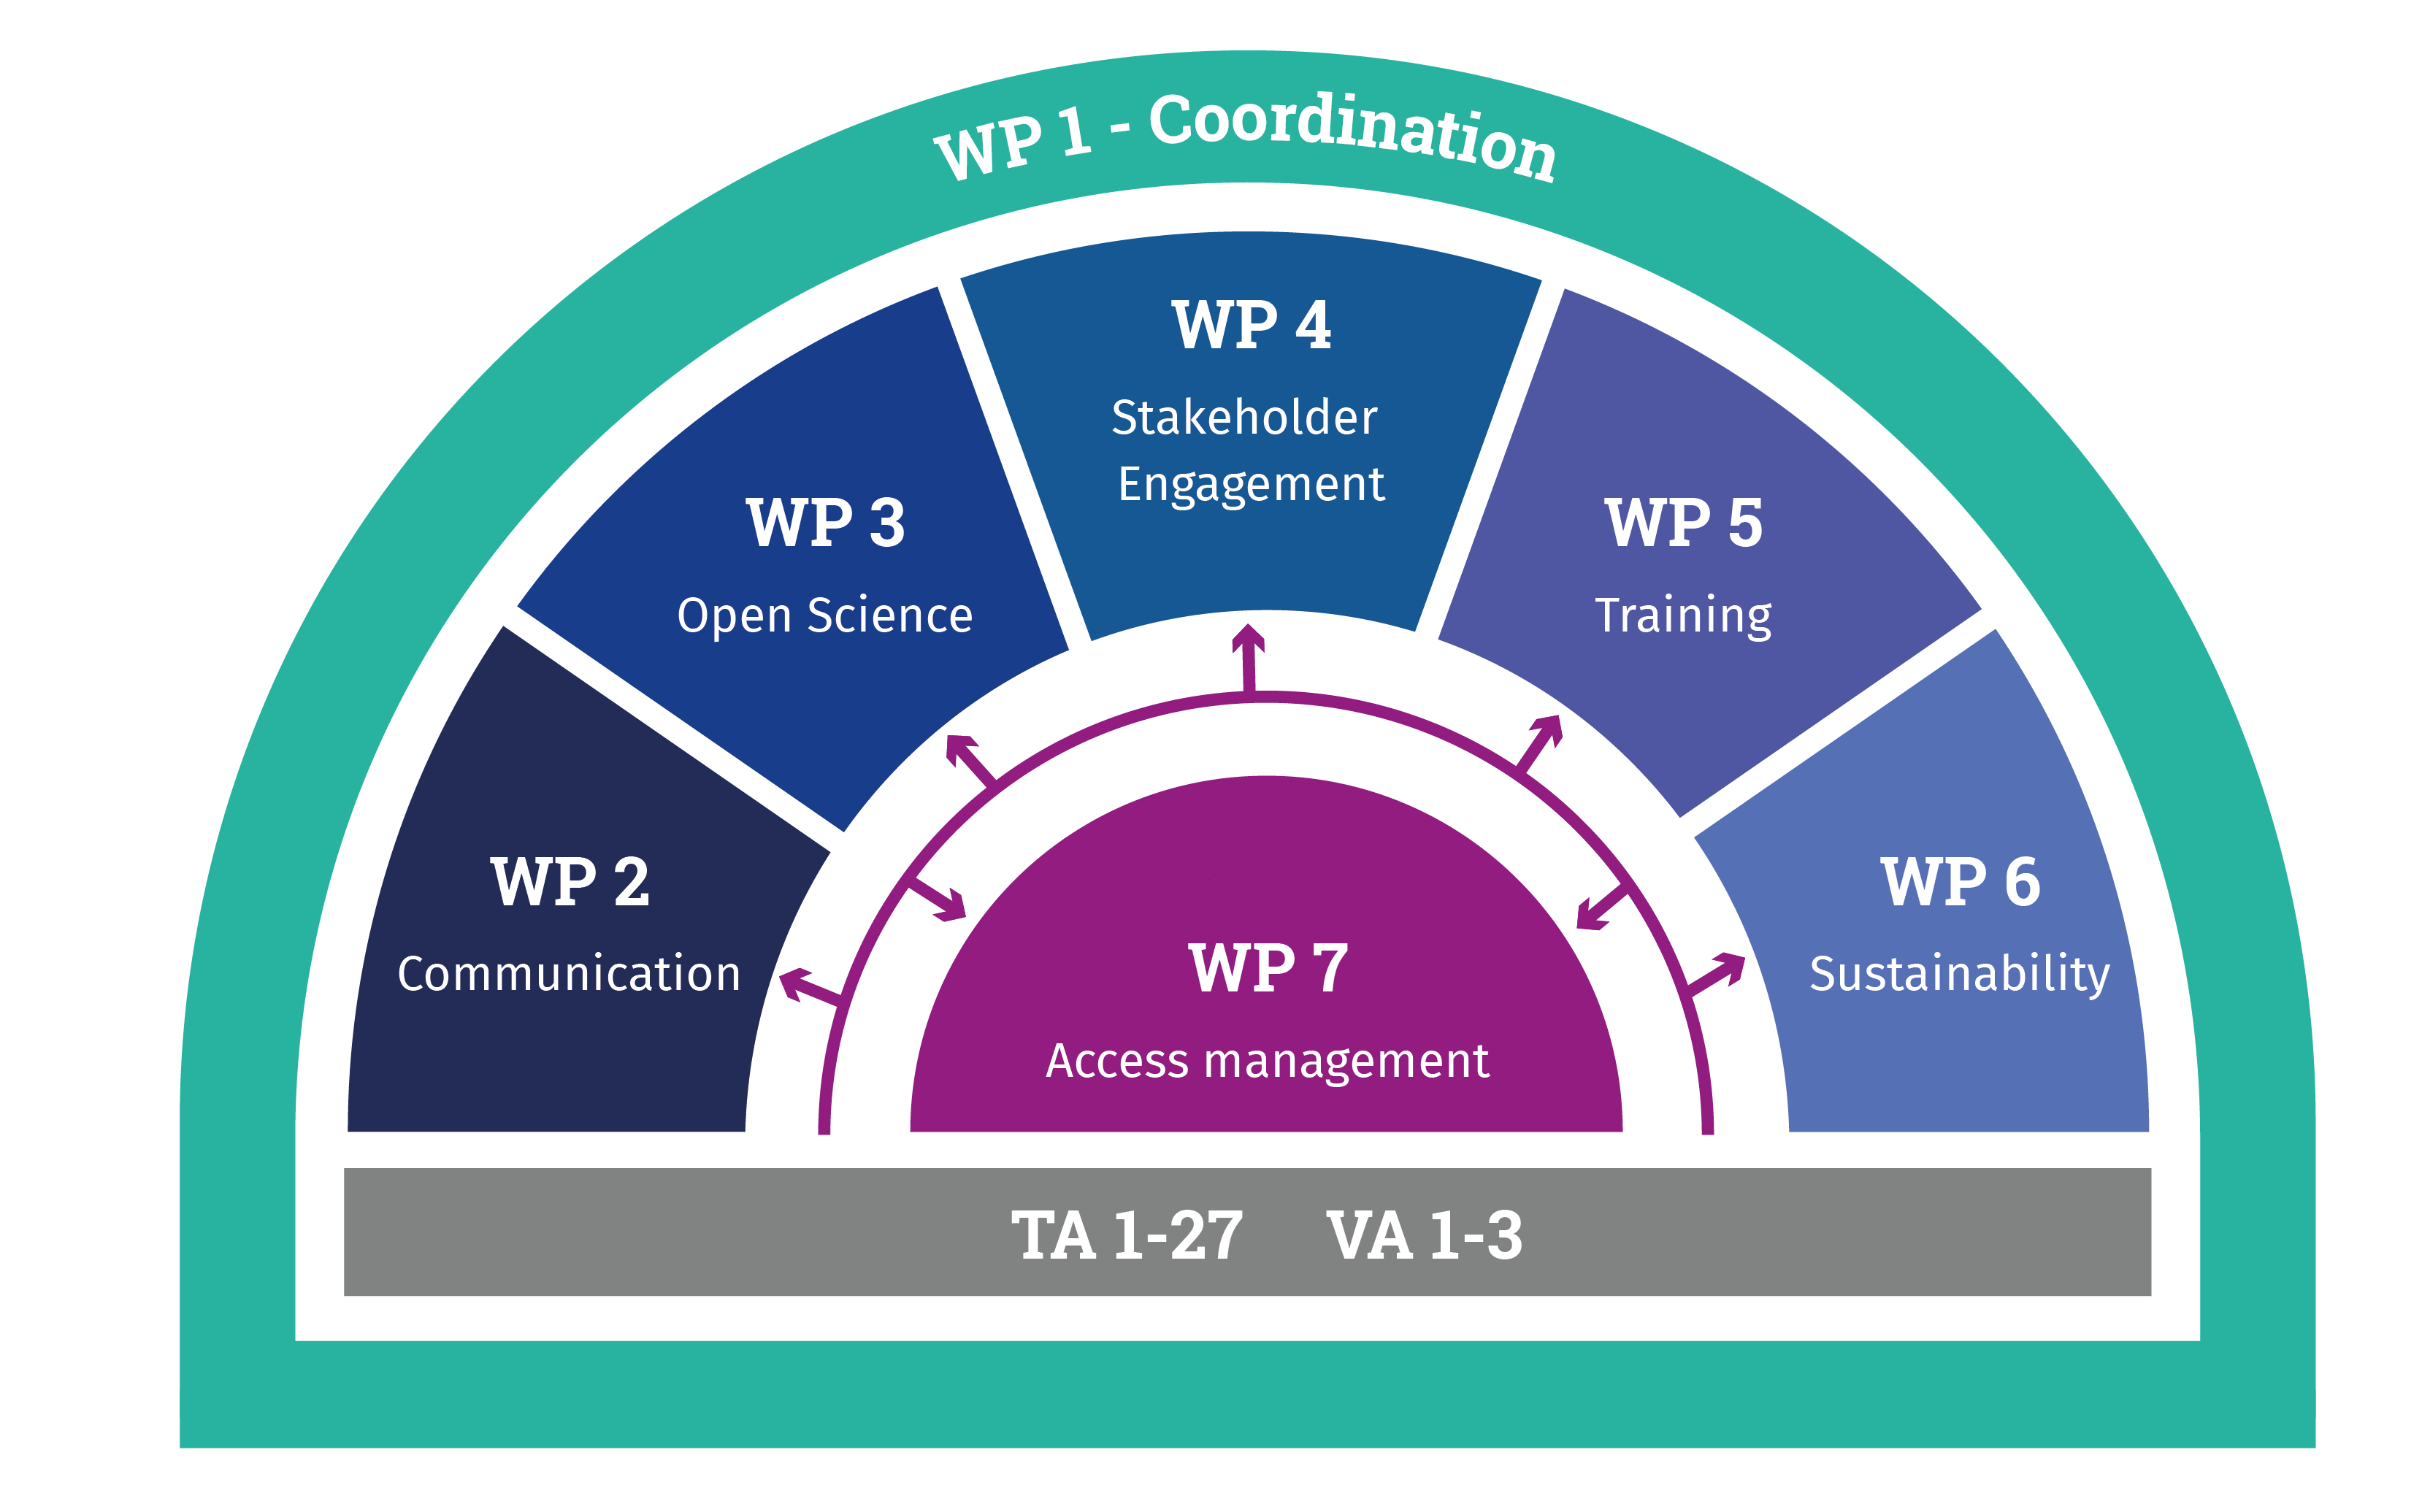 WP 1 - Coordination
WP 4
Stakeholder
Engagement
WP 3
Open Science
WP 5
Training
WP 2
Communication
WP 6
Sustainability
WP 7
Access management
TA 1-27 VA 1-3